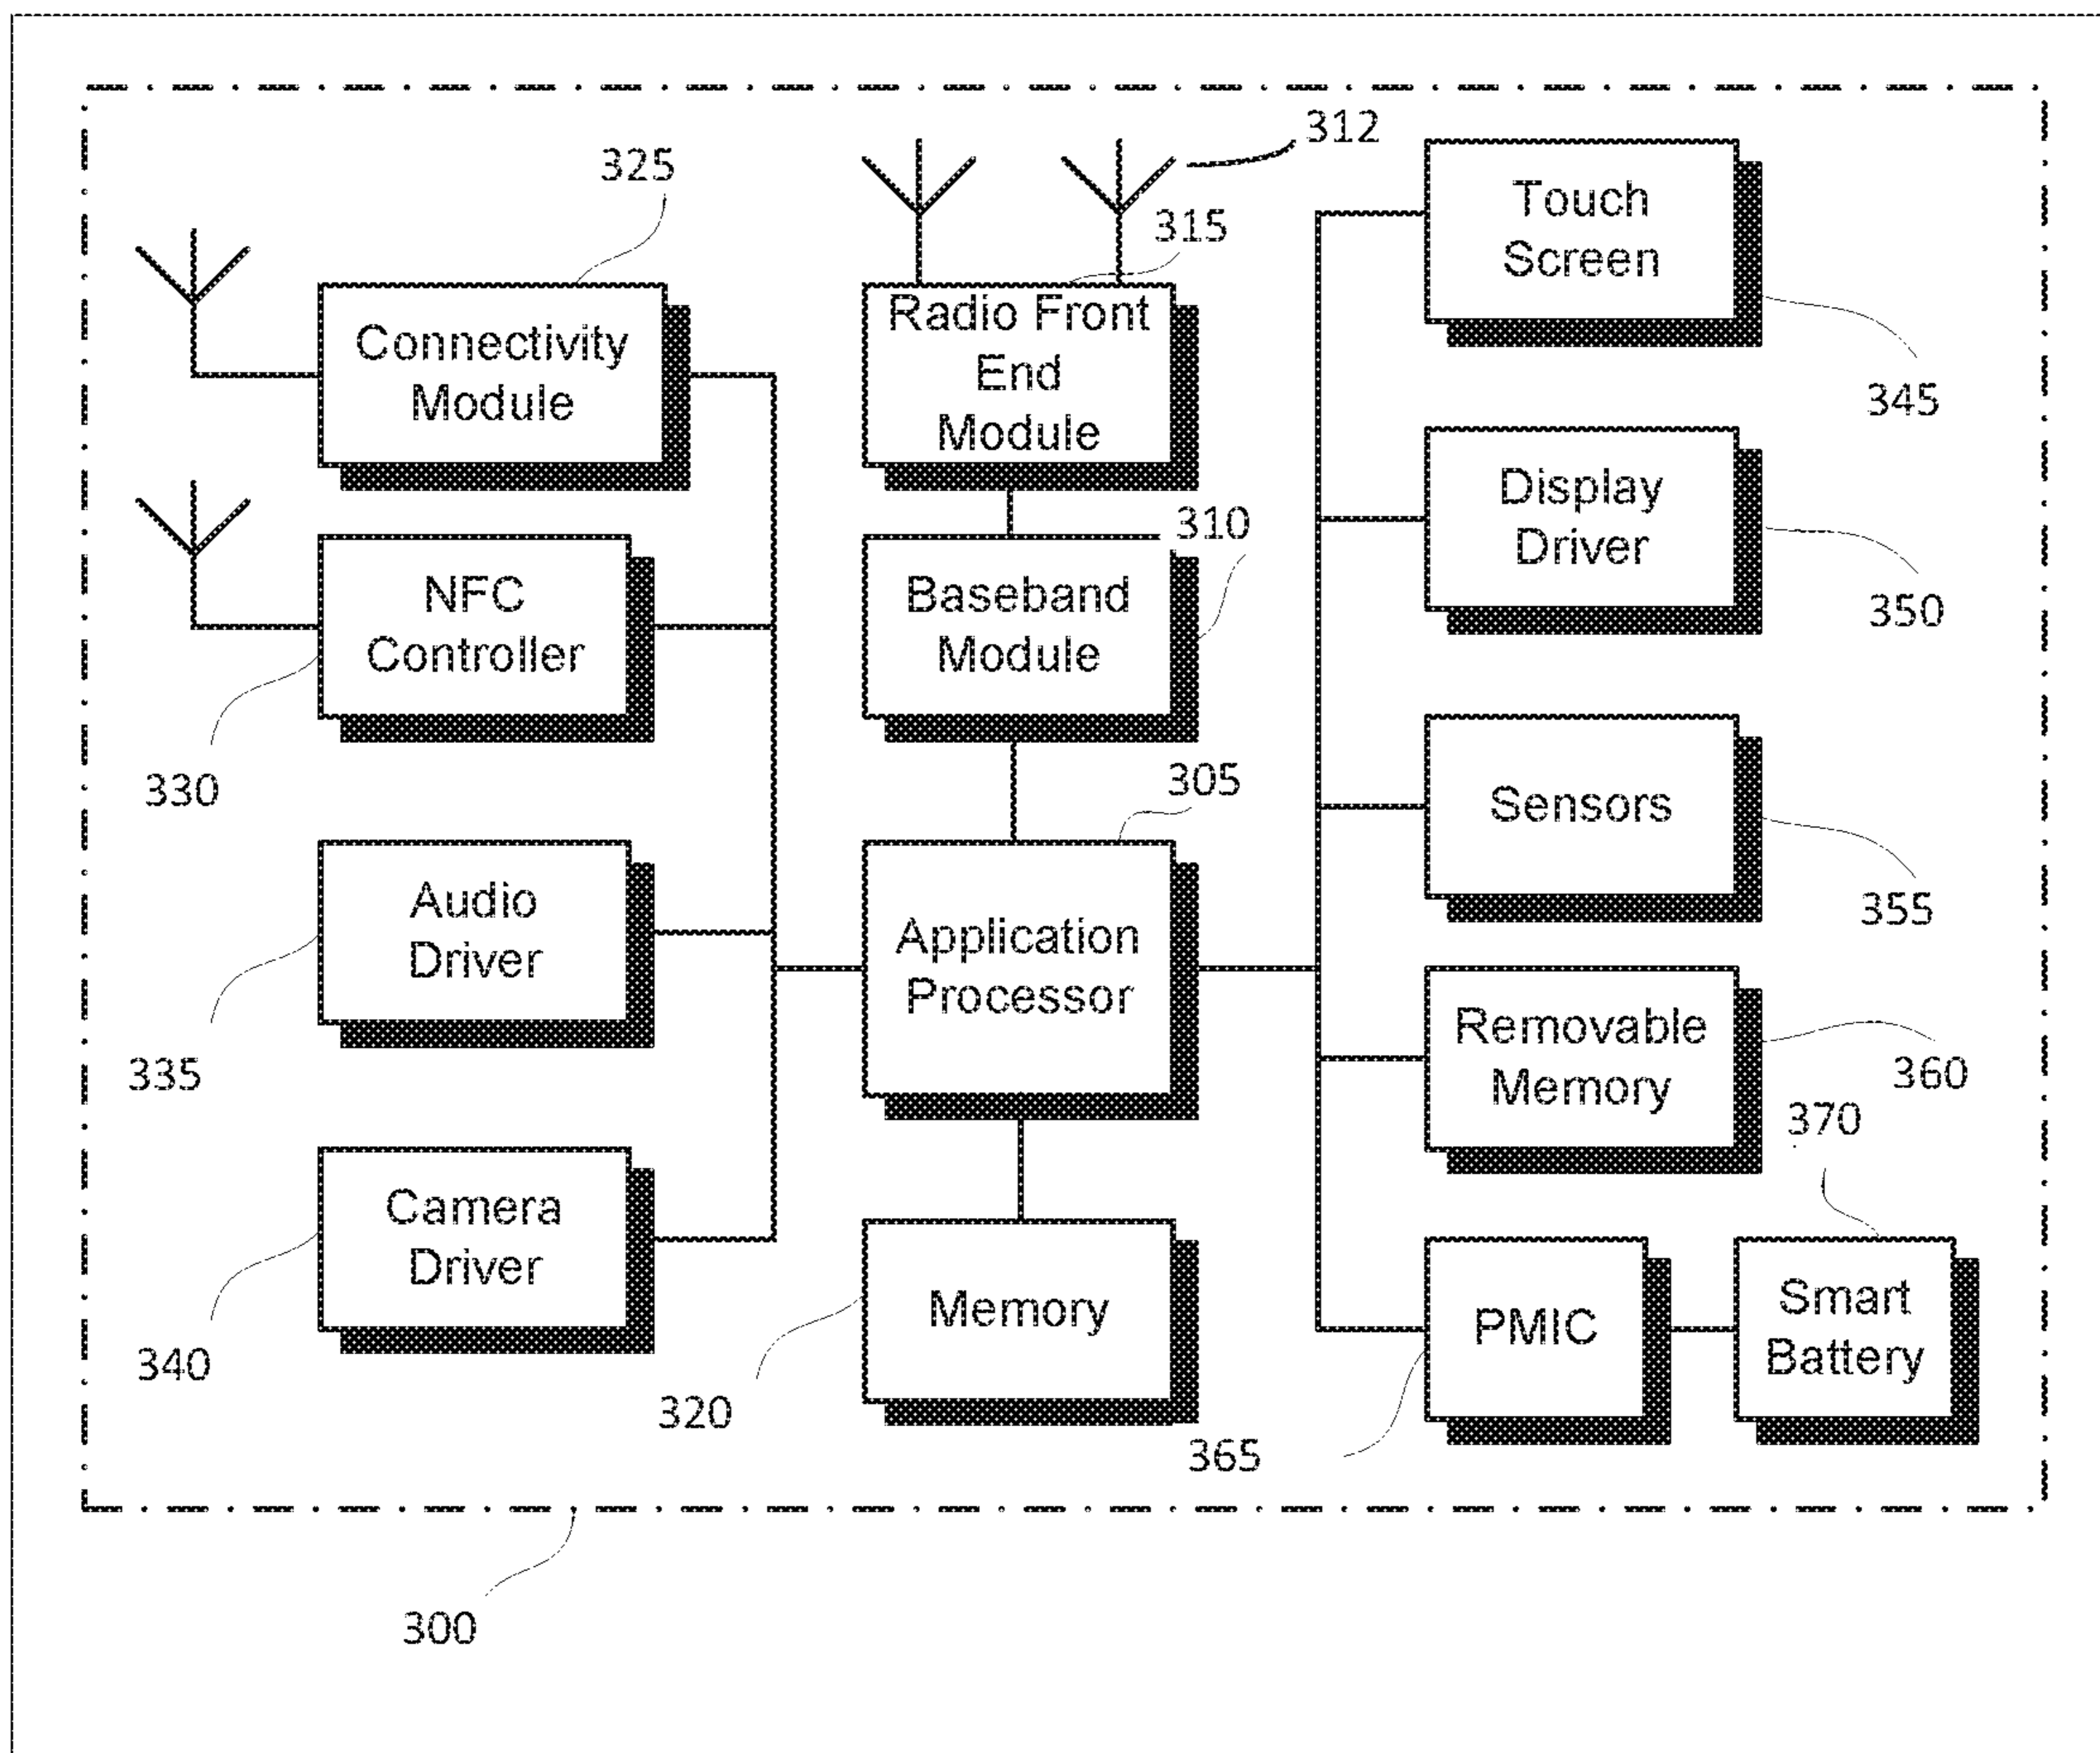 312
325
315
Touch
Screen
Connectivity
Module
Radio Front
End
Module
345
310
Display
Driver
NFC
Controller
Baseband
Module
350
330
305
Sensors
355
Audio
Driver
Application
Processor
Removable
Memory
335
360
370
Camera
Driver
Memory
PMIC
Smart
Battery
340
320
365
300